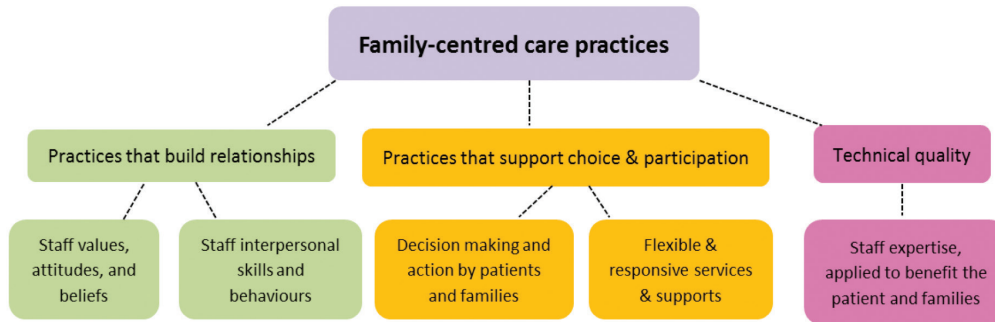 Family-centred care practices
Practices that build relationships
Practices that support choice & participation
Technical quality
Staff values,
attitudes, and
beliefs
Staff interpersonal
skills and
behaviours
Decision making and
action by patients
and families
Flexible &
responsive services
& supports
Staff expertise,
applied to benefit the
patient and families